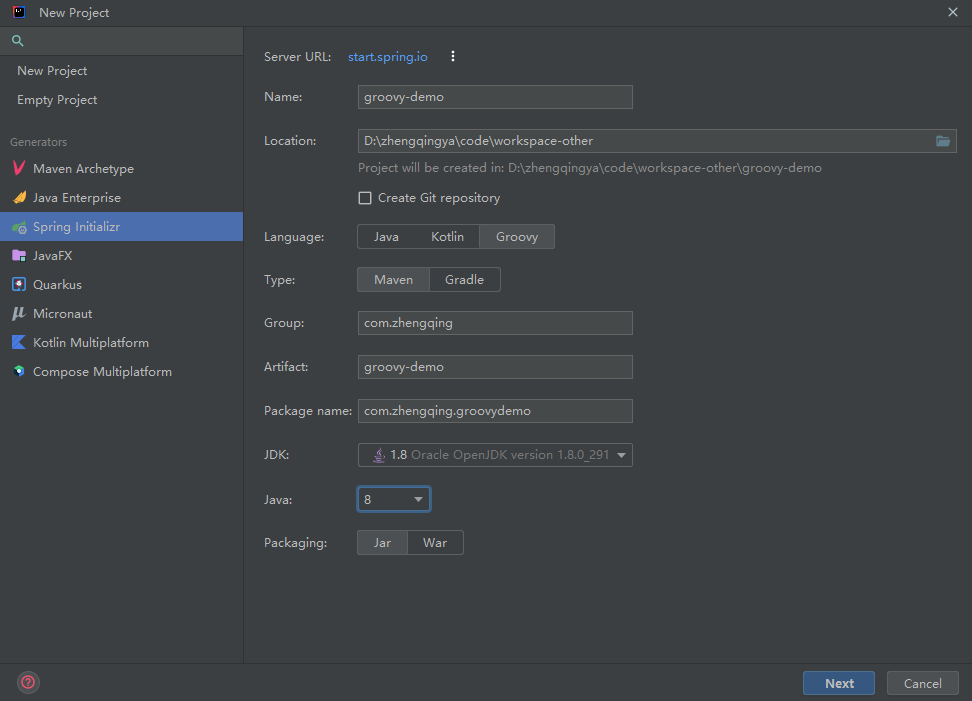 New Project
New Project
Empty Project
Generators
Maven Archetype
Java Enterprise
Spring Initializr
JavaFX
Quarkus
Micronaut
Kotlin Multiplatform
Compose Multiplatform
Server URL: start.spring.io
Name: groovy-demo
Location: D:\zhengqingya\code\workspace-other
Project will be created in: D:\zhengqingya\code\workspace-other\groovy-demo
Create Git repository
Language: Java Kotlin Groovy
Type: Maven Gradle
Group: com.zhengqing
Artifact: groovy-demo
Package name: com.zhengqing.groovydemo
JDK: 1.8 Oracle OpenJDK version 1.8.0_291
Java: 8
Packaging: Jar War
Next Cancel